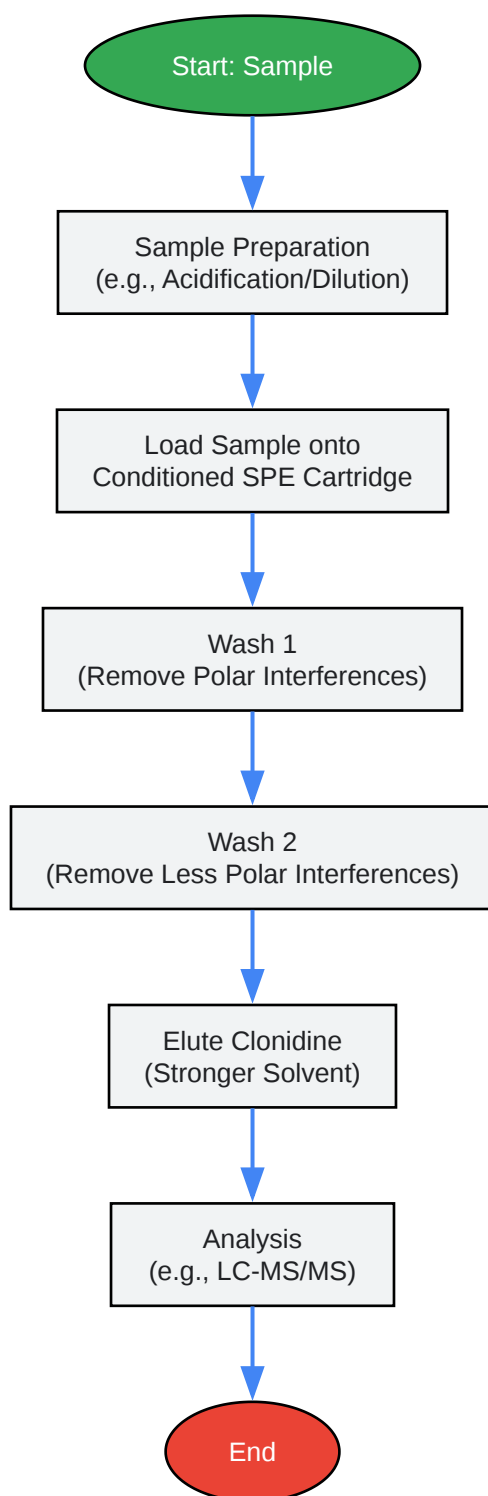 Start: Sample
Sample Preparation
(e.g., Acidification/Dilution)
Load Sample onto
Conditioned SPE Cartridge
Wash 1
(Remove Polar Interferences)
Wash 2
(Remove Less Polar Interferences)
Elute Clonidine
(Stronger Solvent)
Analysis
(e.g., LC-MS/MS)
End